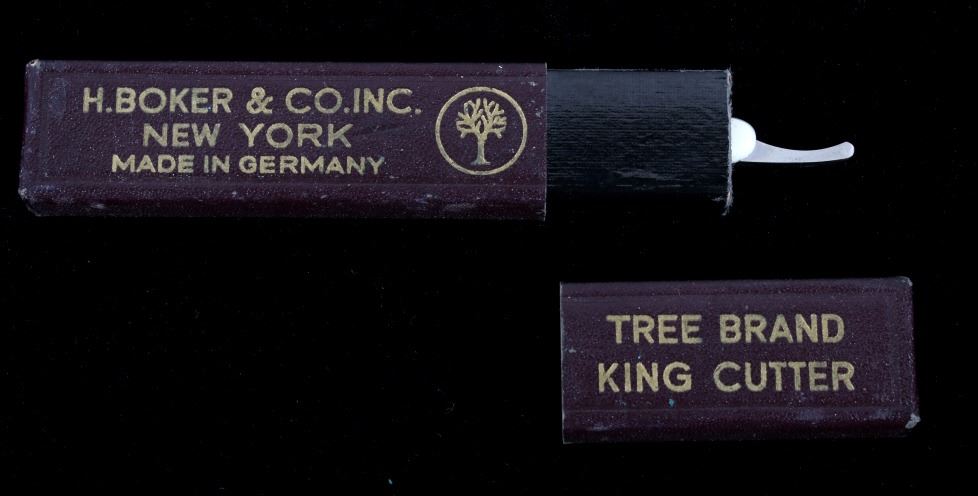 H.BOKER & CO.INC.
NEW YORK
MADE IN GERMANY
TREE BRAND
KING CUTTER